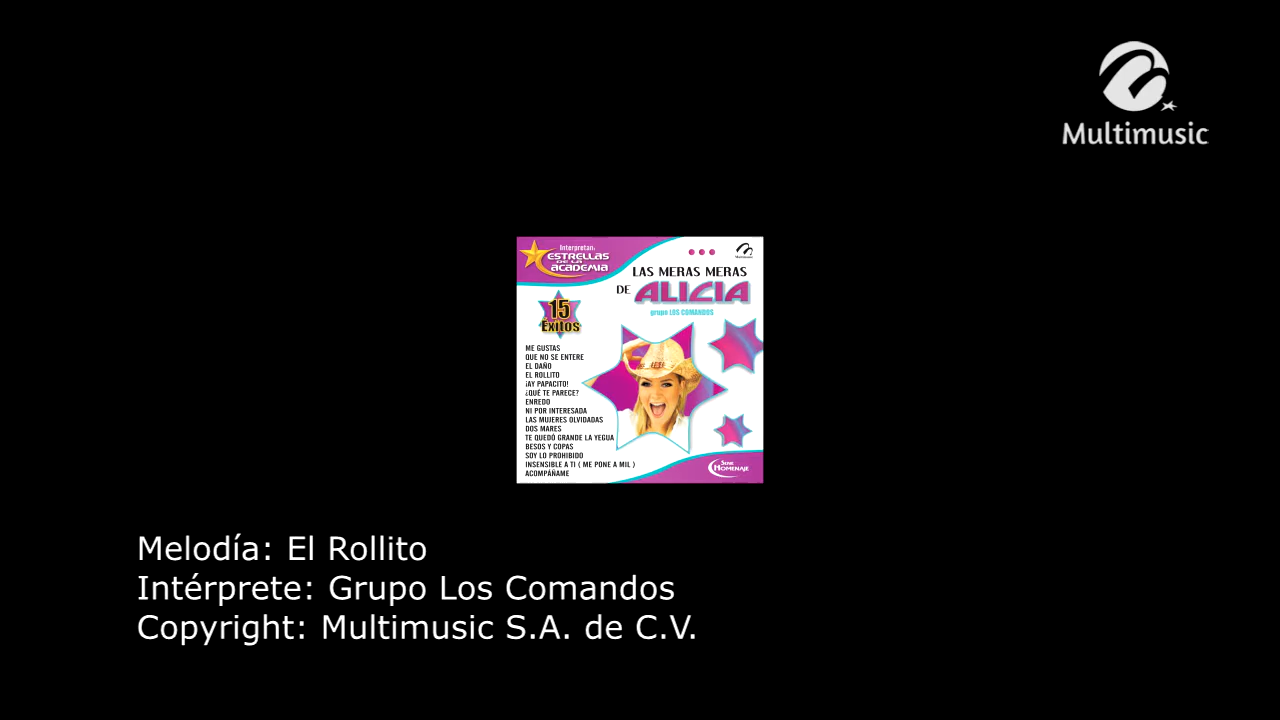 Multimusic
Interpretan:
ESTRELLAS
DE LA
ACADEMIA
LAS MERAS MERAS
DE ALICIA
grupo LOS COMANDOS
15
Éxitos
ME GUSTAS
QUE NO SE ENTERE
EL DAÑO
EL ROLLITO
¡AY PAPACITO!
¿QUÉ TE PARECE?
ENREDO
NI POR INTERESADA
LAS MUJERES OLVIDADAS
DOS MARES
TE QUEDÓ GRANDE LA YEGUA
BESOS Y COPAS
SOY LO PROHIBIDO
INSENSIBLE A TI ( ME PONE A MIL )
ACOMPÁÑAME
SERIE
HOMENAJE
Melodía: El Rollito
Intérprete: Grupo Los Comandos
Copyright: Multimusic S.A. de C.V.